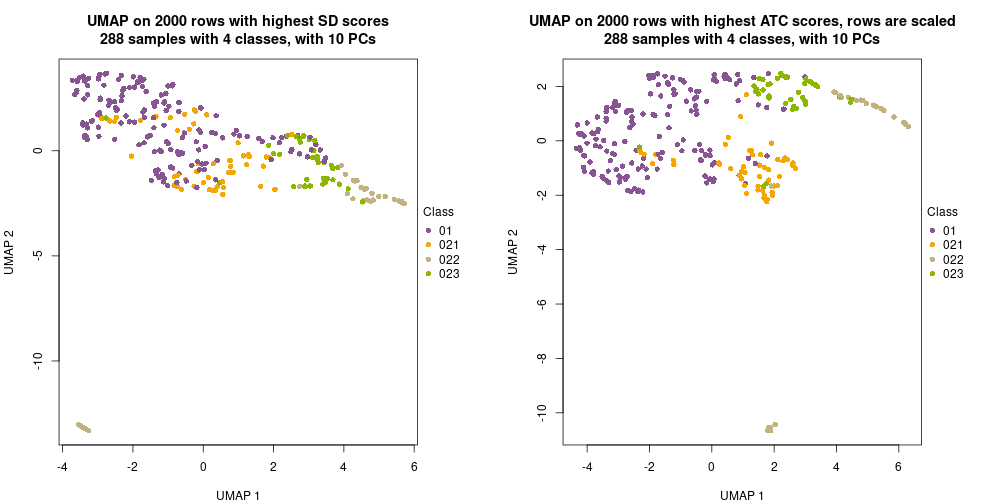 UMAP on 2000 rows with highest SD scores
288 samples with 4 classes, with 10 PCs
0
-5
-10
UMAP 2
-4 -2 0 2 4 6
UMAP 1
Class
01
021
022
023
UMAP on 2000 rows with highest ATC scores, rows are scaled
288 samples with 4 classes, with 10 PCs
2
0
-2
-4
-6
-8
-10
UMAP 2
-4 -2 0 2 4 6
UMAP 1
Class
01
021
022
023